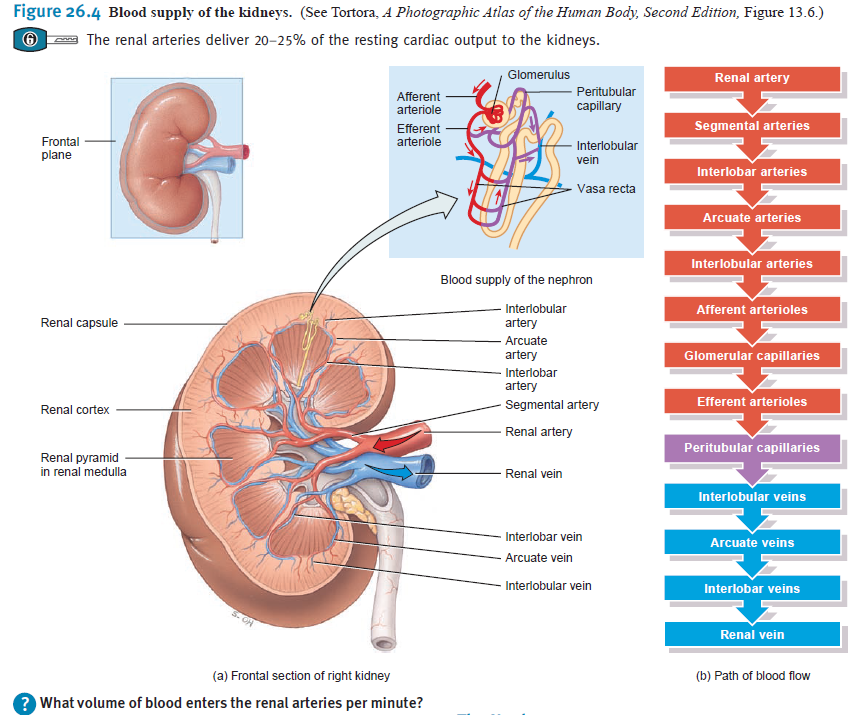 Figure 26.4 Blood supply of the kidneys. (See Tortora, A Photographic Atlas of the Human Body, Second Edition, Figure 13.6.)
6
The renal arteries deliver 20–25% of the resting cardiac output to the kidneys.
Frontal
plane
Glomerulus
Afferent
arteriole
Efferent
arteriole
Peritubular
capillary
Interlobular
vein
Vasa recta
Blood supply of the nephron
Renal capsule
Renal cortex
Renal pyramid
in renal medulla
Interlobular
artery
Arcuate
artery
Interlobar
artery
Segmental artery
Renal artery
Renal vein
Interlobar vein
Arcuate vein
Interlobular vein
(a) Frontal section of right kidney
Renal artery
Segmental arteries
Interlobar arteries
Arcuate arteries
Interlobular arteries
Afferent arterioles
Glomerular capillaries
Efferent arterioles
Peritubular capillaries
Interlobular veins
Arcuate veins
Interlobar veins
Renal vein
(b) Path of blood flow
? What volume of blood enters the renal arteries per minute?